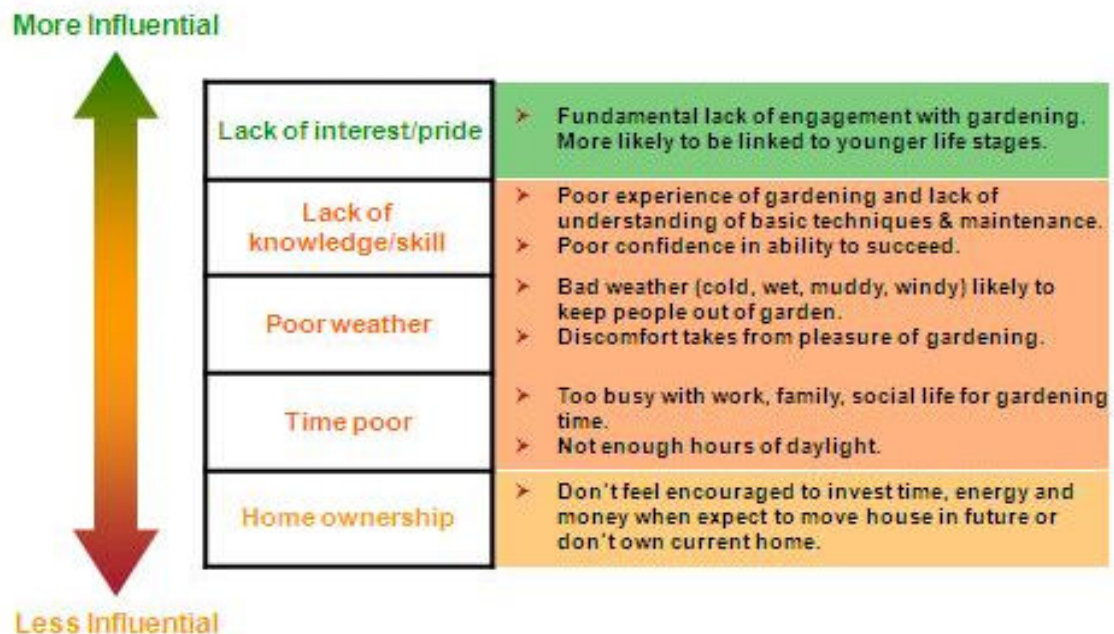 More Influential
Lack of interest/pride
➢ Fundamental lack of engagement with gardening.
More likely to be linked to younger life stages.
Lack of
knowledge/skill
➢ Poor experience of gardening and lack of
understanding of basic techniques & maintenance.
➢ Poor confidence in ability to succeed.
Poor weather
➢ Bad weather (cold, wet, muddy, windy) likely to
keep people out of garden.
➢ Discomfort takes from pleasure of gardening.
Time poor
➢ Too busy with work, family, social life for gardening
time.
➢ Not enough hours of daylight.
Home ownership
➢ Don't feel encouraged to invest time, energy and
money when expect to move house in future or
don't own current home.
Less Influential